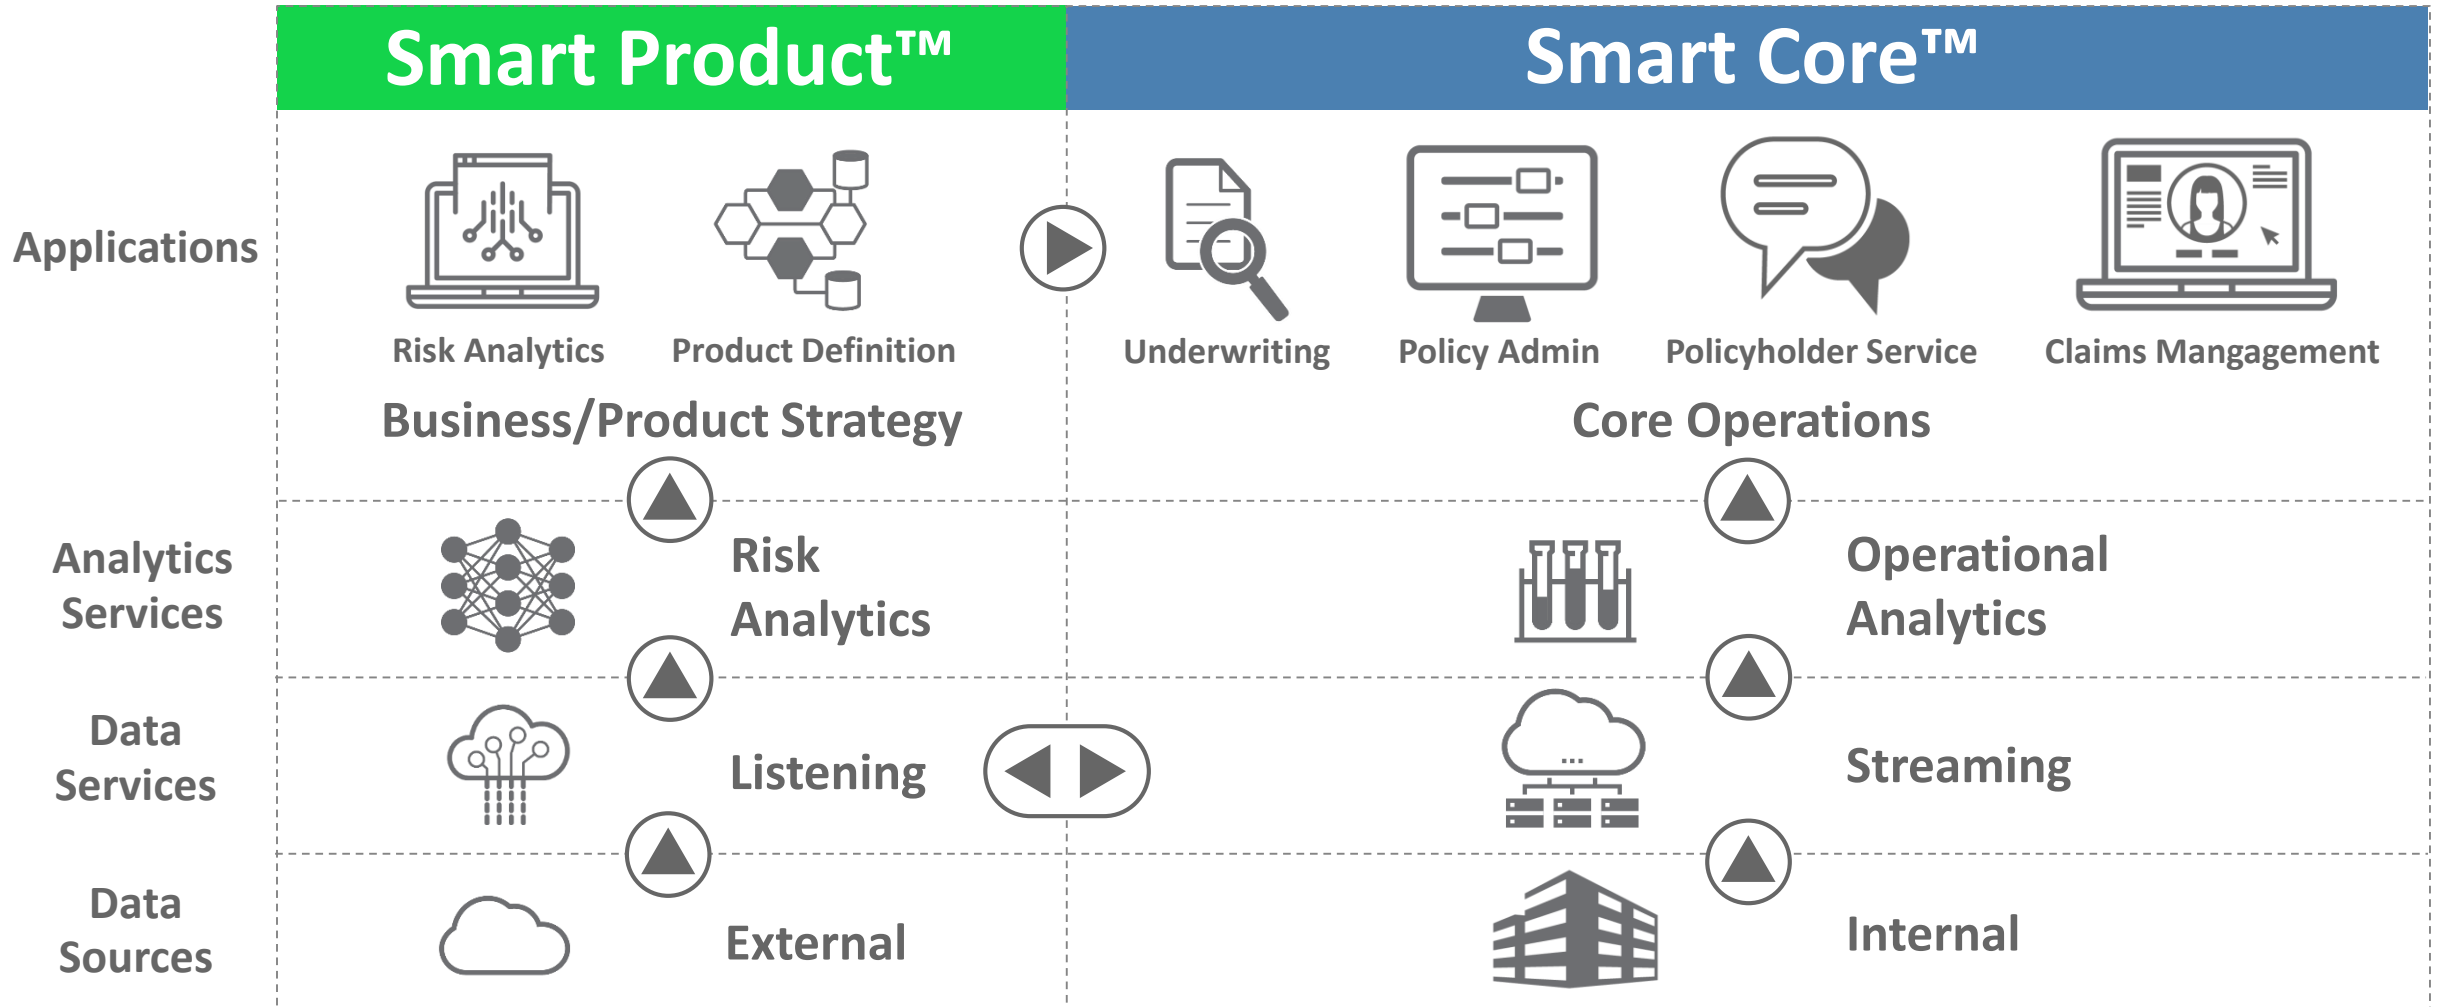 Smart Product™
Smart Core™
Applications
Risk Analytics
Product Definition
Underwriting
Policy Admin
Policyholder Service
Claims Mangagement
Business/Product Strategy
Core Operations
Analytics
Services
Risk
Analytics
Operational
Analytics
Data
Services
Listening
Streaming
Data
Sources
External
Internal